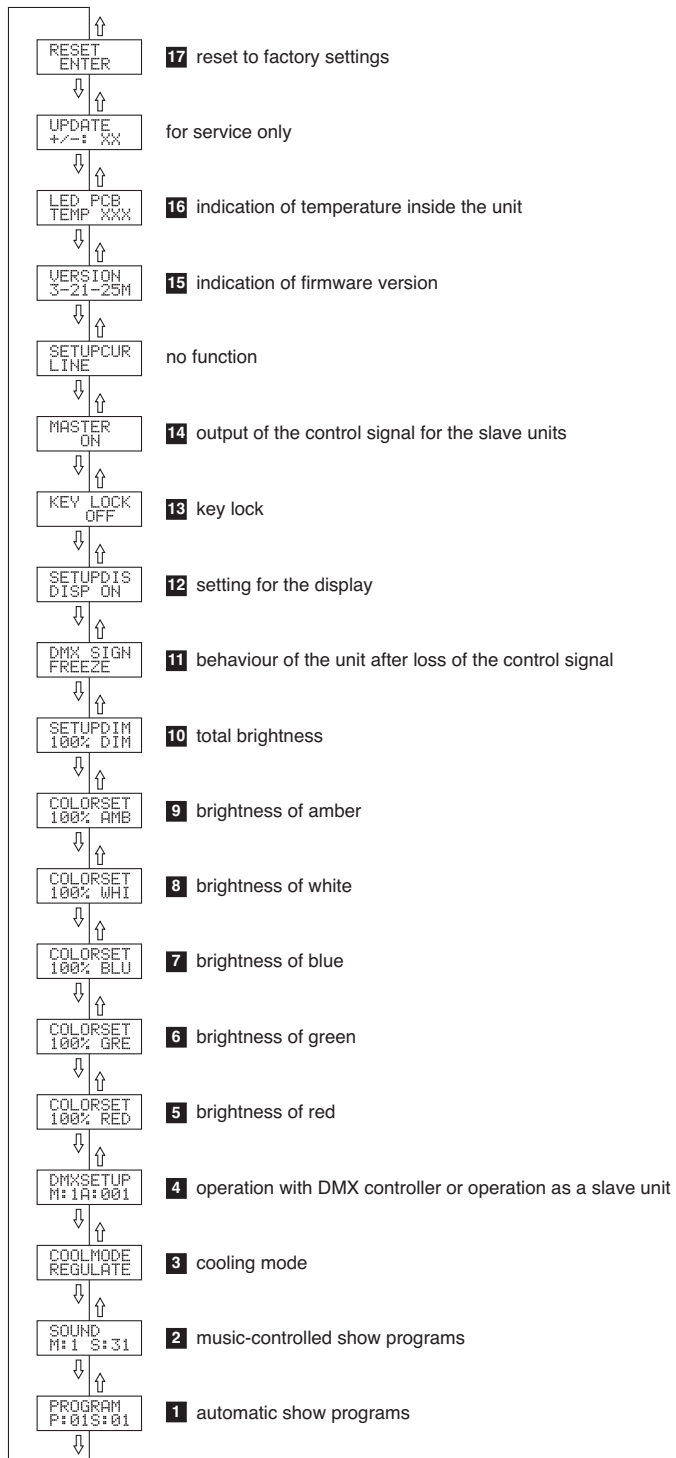 RESET
ENTER
17 reset to factory settings
UPDATE
+/-: XX
for service only
LED PCB
TEMP XXX
16 indication of temperature inside the unit
VERSION
3-21-25M
15 indication of firmware version
SETUPCUR
LINE
no function
MASTER
ON
14 output of the control signal for the slave units
KEY LOCK
OFF
13 key lock
SETUPDIS
DISP ON
12 setting for the display
DMX SIGN
FREEZE
11 behaviour of the unit after loss of the control signal
SETUPDIM
100% DIM
10 total brightness
COLORSET
100% AMB
9 brightness of amber
COLORSET
100% WHI
8 brightness of white
COLORSET
100% BLU
7 brightness of blue
COLORSET
100% GRE
6 brightness of green
COLORSET
100% RED
5 brightness of red
DMXSETUP
M:1A:001
4 operation with DMX controller or operation as a slave unit
COOLMODE
REGULATE
3 cooling mode
SOUND
M:1 S:31
2 music-controlled show programs
PROGRAM
P:01S:01
1 automatic show programs